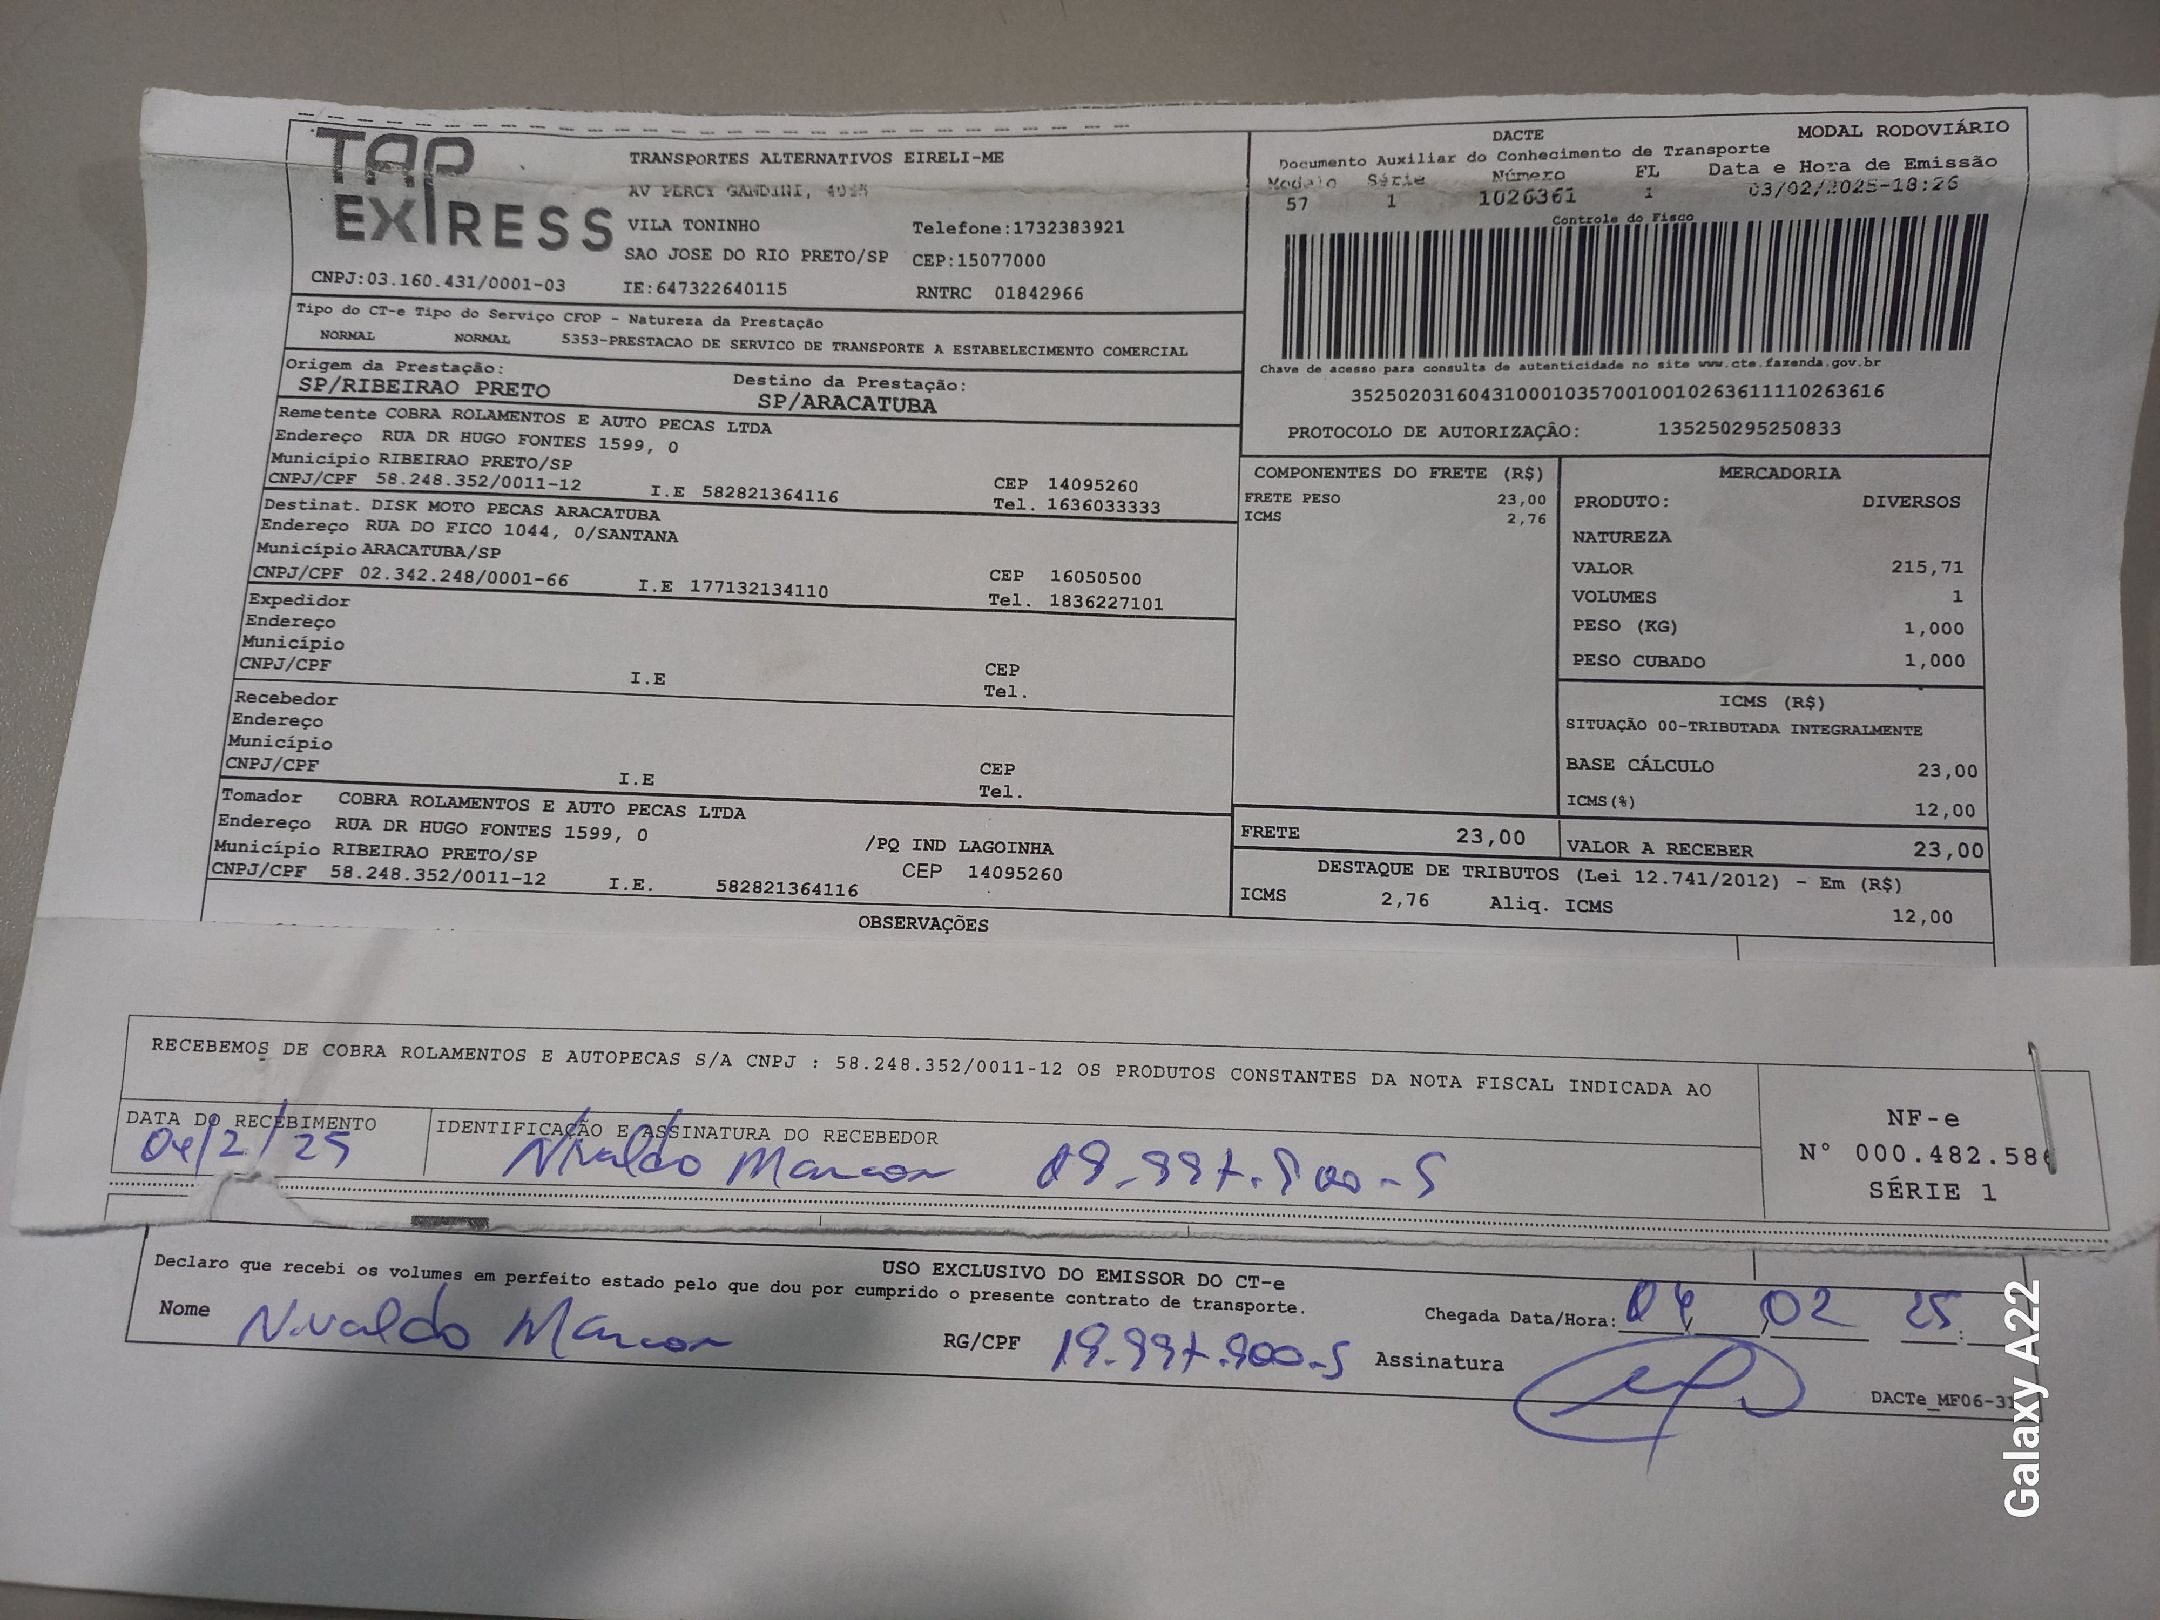 TAP EXPRESS
TRANSPORTES ALTERNATIVOS EIRELI-ME
AV PERCY GANDINI,
VILA TONINHO Telefone:1732383921
SAO JOSE DO RIO PRETO/SP CEP:15077000
CNPJ:03.160.431/0001-03 IE:647322640115 RNTRC 01842966
DACTE MODAL RODOVIÁRIO
Documento Auxiliar do Conhecimento de Transporte
Modelo Série Número FL Data e Hora de Emissão
57 1 1026361 1 03/02/2025-18:26
Controle do Fisco
Chave de acesso para consulta de autenticidade no site www.cte.fazenda.gov.br
35250203160431000103570010010263611110263616
PROTOCOLO DE AUTORIZAÇÃO: 135250295250833
Tipo do CT-e Tipo do Serviço CFOP - Natureza da Prestação
NORMAL NORMAL 5353-PRESTACAO DE SERVICO DE TRANSPORTE A ESTABELECIMENTO COMERCIAL
Origem da Prestação: Destino da Prestação:
SP/RIBEIRAO PRETO SP/ARACATUBA
Remetente COBRA ROLAMENTOS E AUTO PECAS LTDA
Endereço RUA DR HUGO FONTES 1599, 0
Município RIBEIRAO PRETO/SP CEP 14095260
CNPJ/CPF 58.248.352/0011-12 I.E 582821364116 Tel. 1636033333
Destinat. DISK MOTO PECAS ARACATUBA
Endereço RUA DO FICO 1044, 0/SANTANA
Município ARACATUBA/SP CEP 16050500
CNPJ/CPF 02.342.248/0001-66 I.E 177132134110 Tel. 1836227101
Expedidor
Endereço
Município CEP
CNPJ/CPF I.E Tel.
Recebedor
Endereço
Município CEP
CNPJ/CPF I.E Tel.
Tomador COBRA ROLAMENTOS E AUTO PECAS LTDA
Endereço RUA DR HUGO FONTES 1599, 0 /PQ IND LAGOINHA
Município RIBEIRAO PRETO/SP CEP 14095260
CNPJ/CPF 58.248.352/0011-12 I.E. 582821364116
COMPONENTES DO FRETE (R$)
FRETE PESO 23,00
ICMS 2,76
MERCADORIA
PRODUTO: DIVERSOS
NATUREZA
VALOR 215,71
VOLUMES 1
PESO (KG) 1,000
PESO CUBADO 1,000
ICMS (R$)
SITUAÇÃO 00-TRIBUTADA INTEGRALMENTE
BASE CÁLCULO 23,00
ICMS(%) 12,00
FRETE 23,00 VALOR A RECEBER 23,00
DESTAQUE DE TRIBUTOS (Lei 12.741/2012) - Em (R$)
ICMS 2,76 Aliq. ICMS 12,00
OBSERVAÇÕES
RECEBEMOS DE COBRA ROLAMENTOS E AUTOPECAS S/A CNPJ : 58.248.352/0011-12 OS PRODUTOS CONSTANTES DA NOTA FISCAL INDICADA AO
DATA DO RECEBIMENTO IDENTIFICAÇÃO E ASSINATURA DO RECEBEDOR
04/2/25 Nivaldo Marcon 19.997.900-5
NF-e
N° 000.482.58
SÉRIE 1
USO EXCLUSIVO DO EMISSOR DO CT-e
Declaro que recebi os volumes em perfeito estado pelo que dou por cumprido o presente contrato de transporte.
Nome Nivaldo Marcon RG/CPF 19.997.900-5 Assinatura
Chegada Data/Hora: 04 02 25
DACTe_MF06-31
Galaxy A22